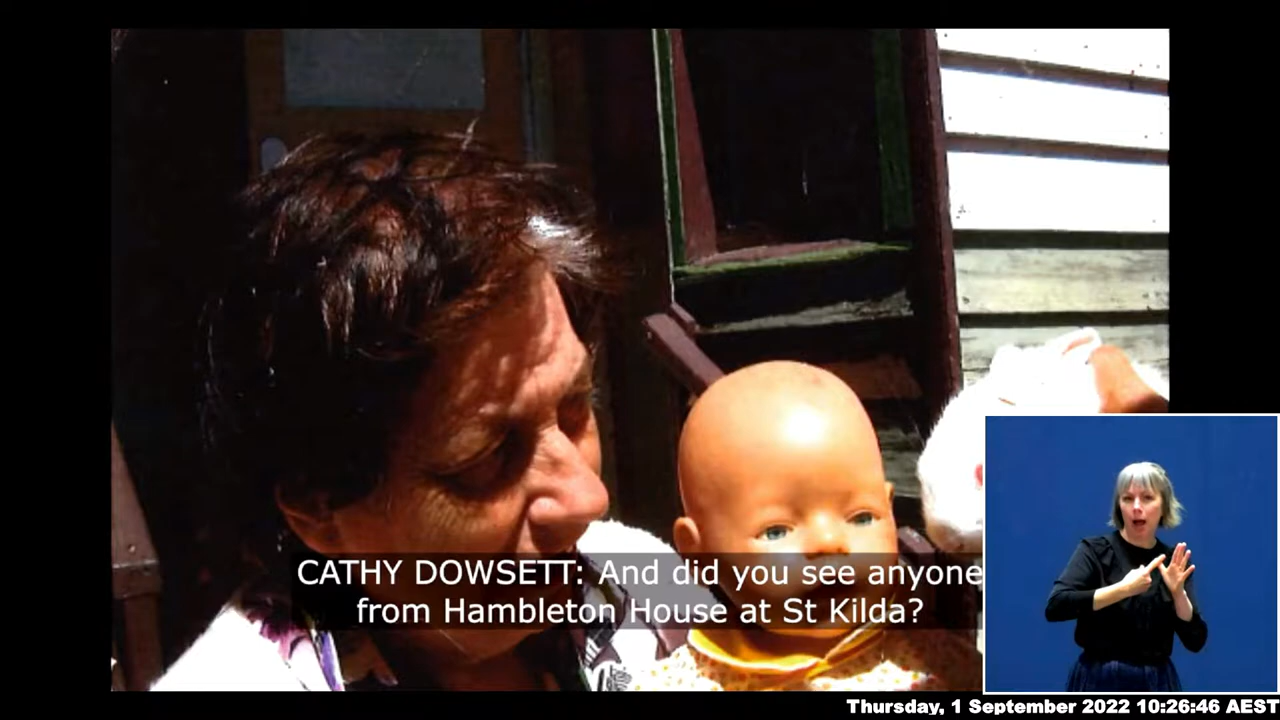 CATHY DOWSETT: And did you see anyone
from Hambleton House at St Kilda?
Thursday, 1 September 2022 10:26:46 AEST